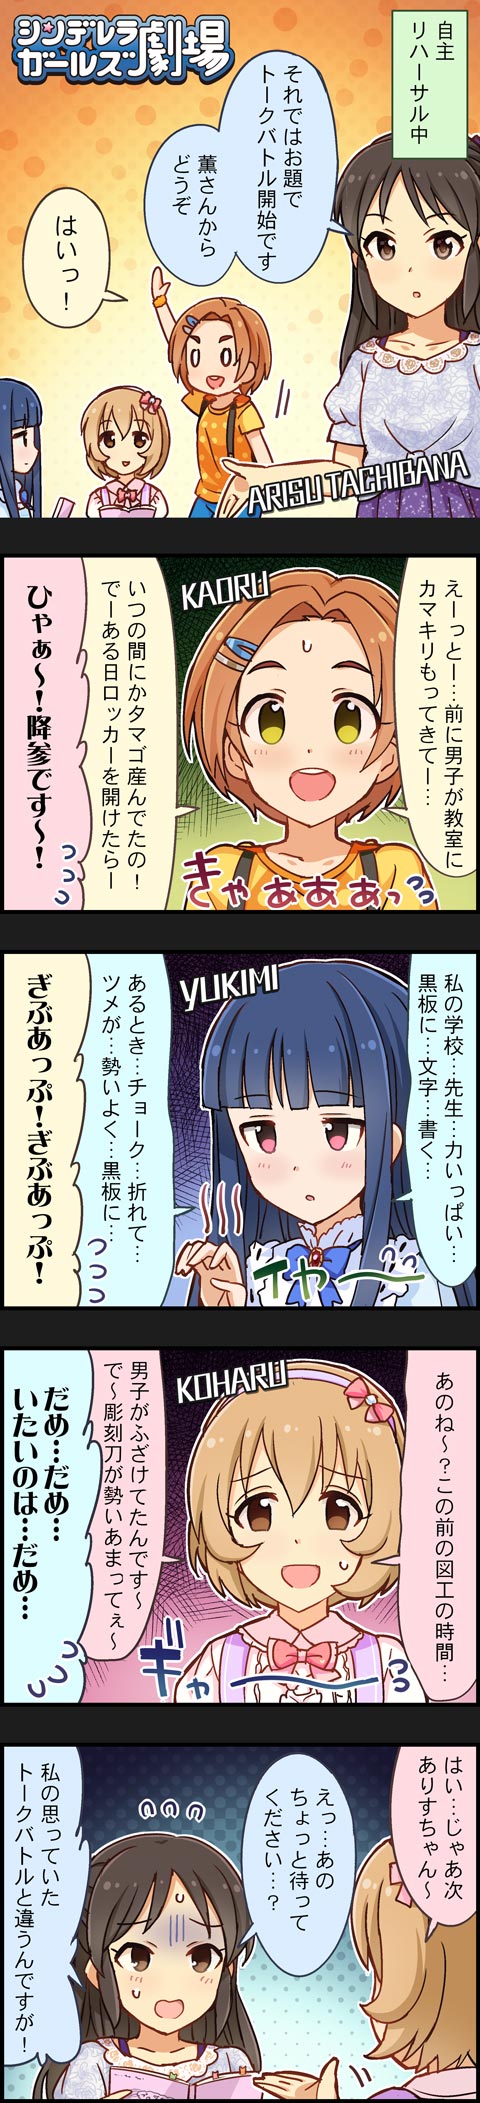 シンデレラ
ガールズ劇場
自主
リハーサル中
それではお題で
トークバトル開始です
薫さんから
どうぞ
はいっ！
ARISU TACHIBANA
えーっとー…前に男子が教室に
カマキリもってきてー…
KAORU
いつの間にかタマゴ産んでたの！
でーある日ロッカーを開けたらー
きゃあああっ
ひゃぁ〜！降参です〜！
私の学校…先生…力いっぱい…
黒板に…文字…書く…
YUKIMI
あるとき…チョーク…折れて…
ツメが…勢いよく…黒板に…
イヤ〜
ぎぶあっぷ！ぎぶあっぷ！
あのね〜？この前の図工の時間…
KOHARU
男子がふざけてたんです〜
で〜彫刻刀が勢いあまってぇ〜
ギャー
だめ…だめ…
いたいのは…だめ…
はい…じゃあ次
ありすちゃん〜
えっ…あの
ちょっと待って
ください…？
私の思っていた
トークバトルと違うんですが！